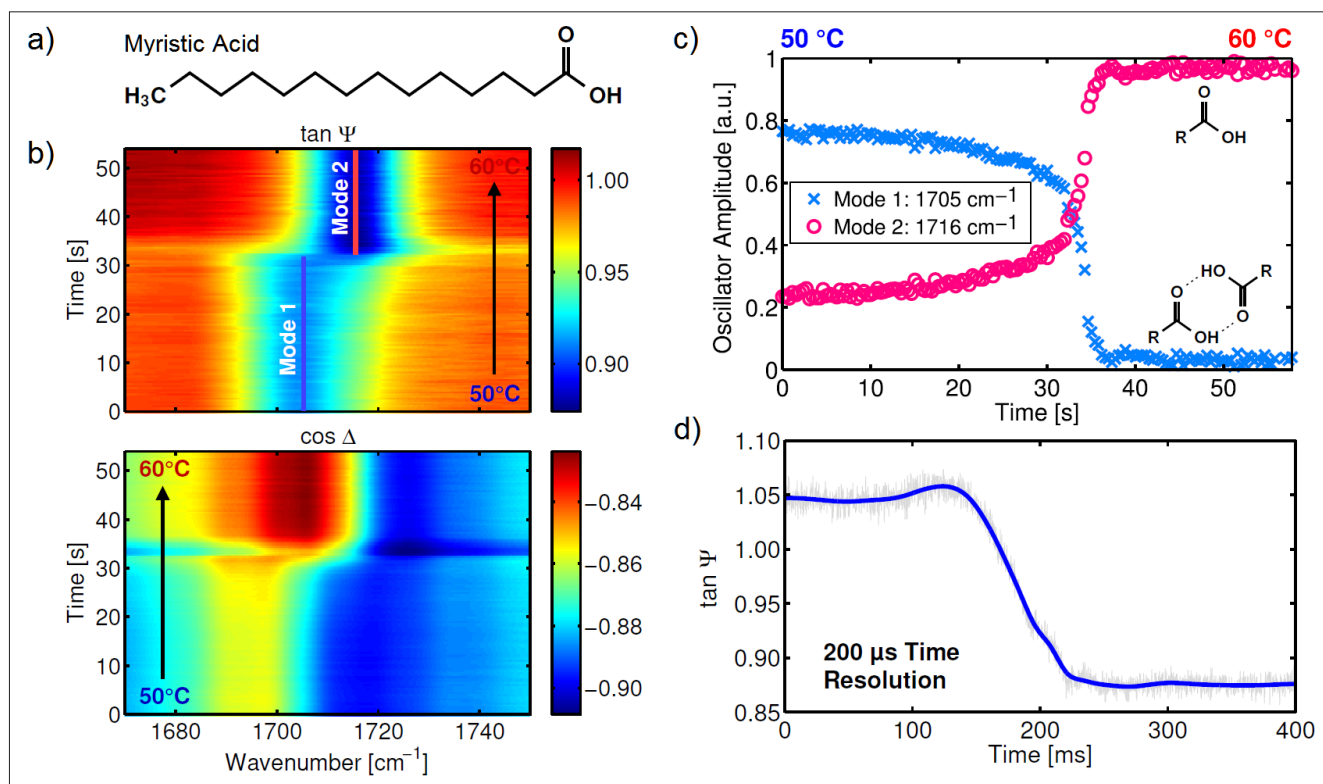 a)
Myristic Acid
O
H₃C
OH
b)
tan Ψ
Time [s]
50
40
30
20
10
0
60°C
Mode 2
Mode 1
50°C
1.00
0.95
0.90
cos Δ
Time [s]
50
40
30
20
10
0
60°C
50°C
−0.84
−0.86
−0.88
−0.90
1680 1700 1720 1740
Wavenumber [cm⁻¹]
c)
50 °C 60 °C
Oscillator Amplitude [a.u.]
1
0.8
0.6
0.4
0.2
0
Mode 1: 1705 cm⁻¹
Mode 2: 1716 cm⁻¹
O
R OH
HO R
O O
R OH
0 10 20 30 40 50
Time [s]
d)
tan Ψ
1.10
1.05
1.00
0.95
0.90
0.85
200 µs Time
Resolution
0 100 200 300 400
Time [ms]